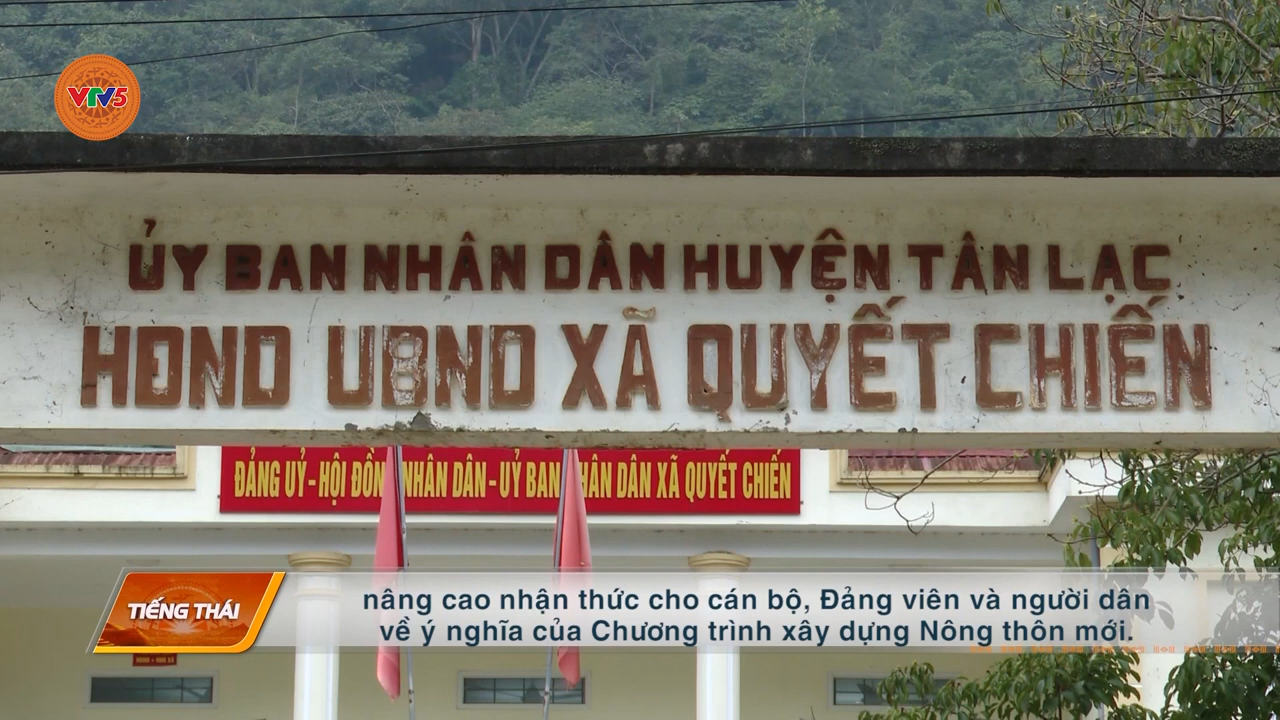 VTV5
ỦY BAN NHÂN DÂN HUYỆN TÂN LẠC
HĐND UBND XÃ QUYẾT CHIẾN
ĐẢNG UỶ - HỘI ĐỒNG NHÂN DÂN - UỶ BAN NHÂN DÂN XÃ QUYẾT CHIẾN
TIẾNG THÁI
nâng cao nhận thức cho cán bộ, Đảng viên và người dân
về ý nghĩa của Chương trình xây dựng Nông thôn mới.